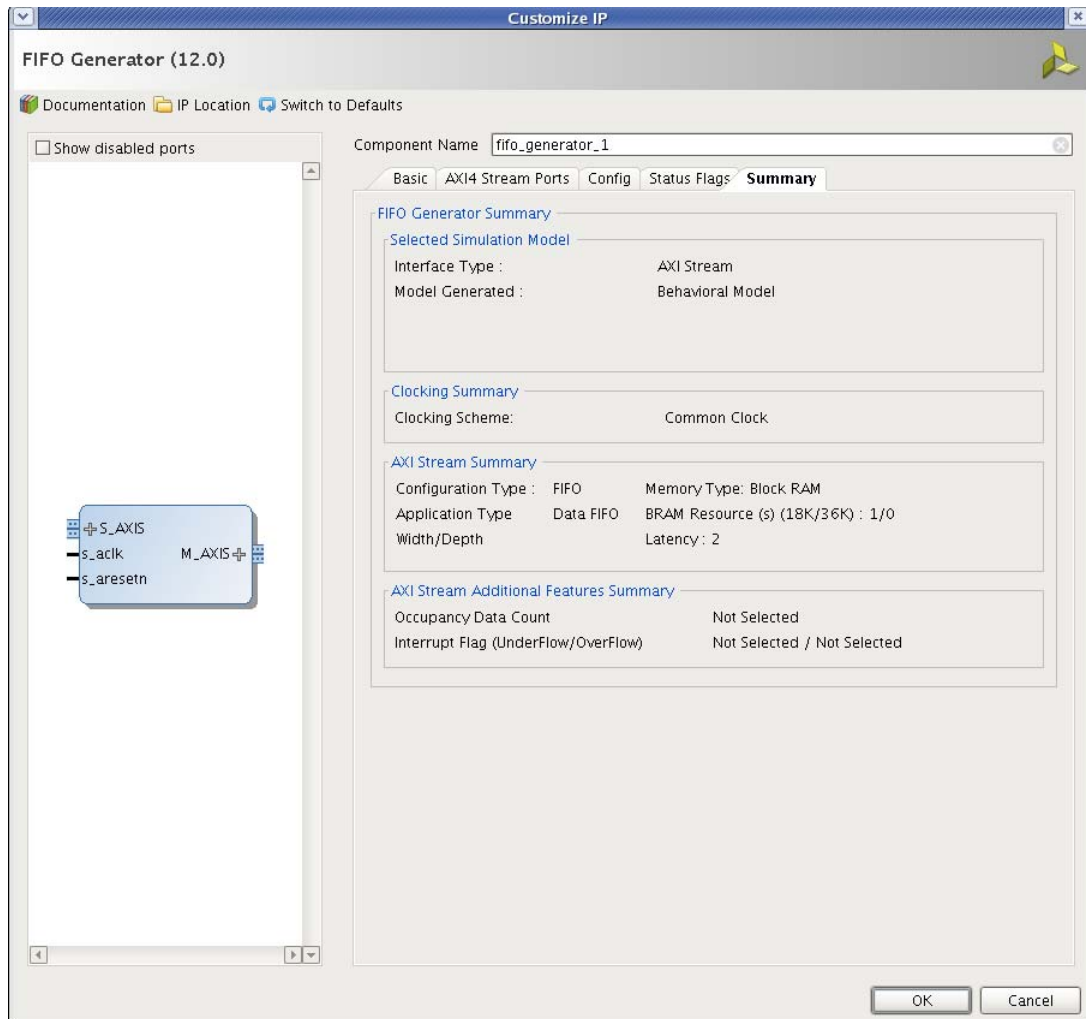 Customize IP
FIFO Generator (12.0)
Documentation IP Location Switch to Defaults
Show disabled ports
S_AXIS
s_aclk M_AXIS
s_aresetn
Component Name fifo_generator_1
Basic AXI4 Stream Ports Config Status Flags Summary
FIFO Generator Summary
Selected Simulation Model
Interface Type : AXI Stream
Model Generated : Behavioral Model
Clocking Summary
Clocking Scheme: Common Clock
AXI Stream Summary
Configuration Type : FIFO Memory Type: Block RAM
Application Type Data FIFO BRAM Resource (s) (18K/36K) : 1/0
Width/Depth Latency : 2
AXI Stream Additional Features Summary
Occupancy Data Count Not Selected
Interrupt Flag (UnderFlow/OverFlow) Not Selected / Not Selected
OK Cancel